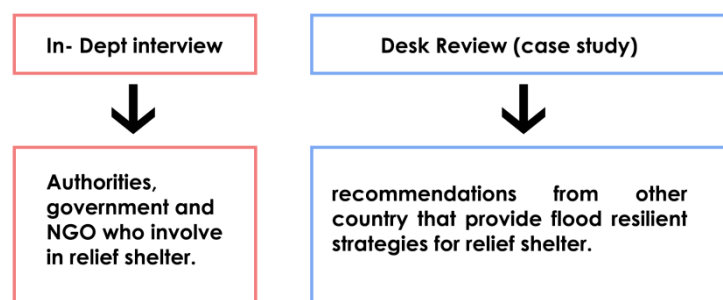 In- Dept interview
Desk Review (case study)
Authorities,
government and
NGO who involve
in relief shelter.
recommendations from other
country that provide flood resilient
strategies for relief shelter.